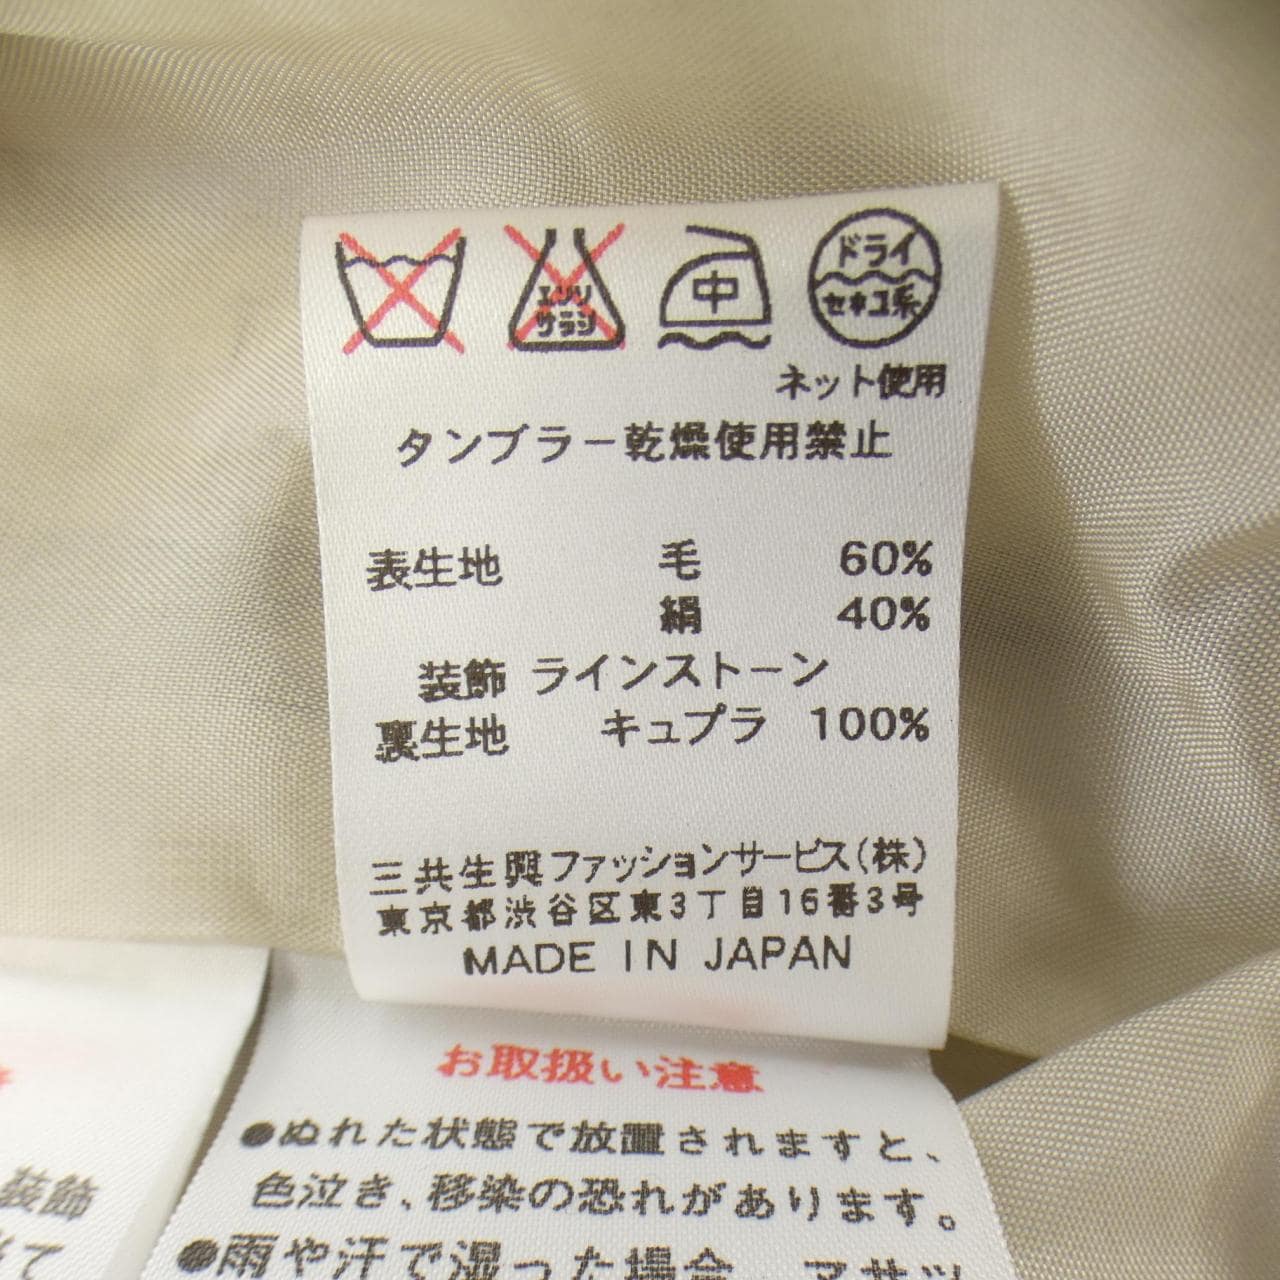 エンソ
サラシ
中
ドライ
セキユ系
ネット使用
タンブラー乾燥使用禁止
表生地 毛 60%
絹 40%
装飾 ラインストーン
裏生地 キュプラ 100%
三共生興ファッションサービス(株)
東京都渋谷区東3丁目16番3号
MADE IN JAPAN
お取扱い注意
●ぬれた状態で放置されますと、
色泣き、移染の恐れがあります。
●雨や汗で湿った場合、マサツ
装飾
て